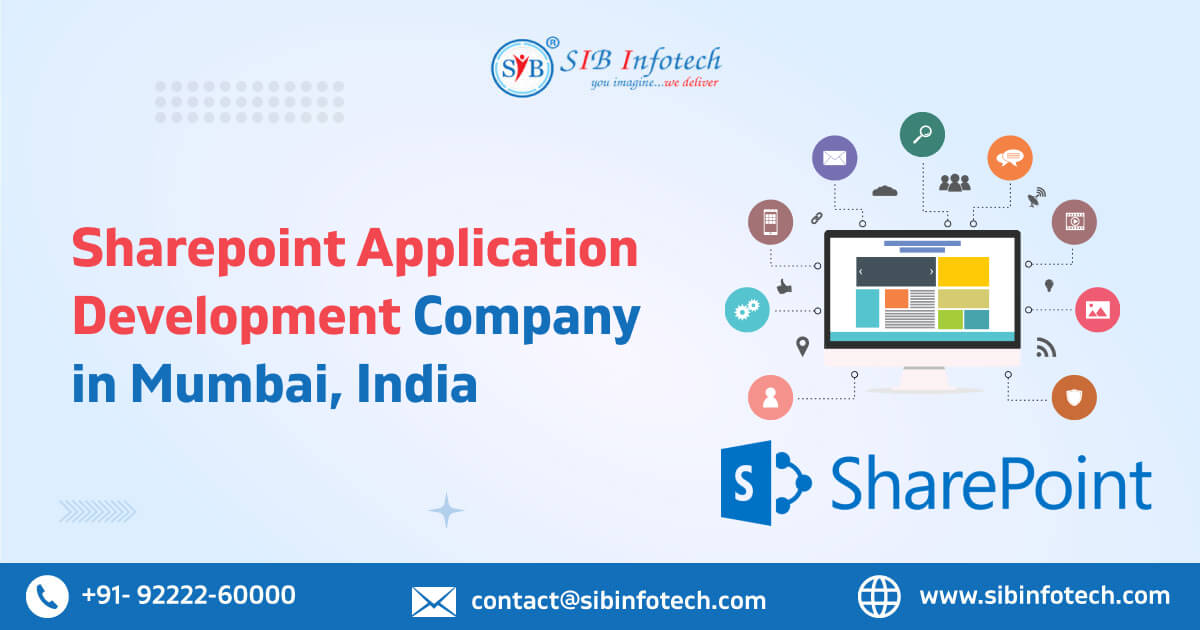 SIB
®
SIB Infotech
you imagine...we deliver
Sharepoint Application
Development Company
in Mumbai, India
S
SharePoint
+91- 92222-60000
contact@sibinfotech.com
www.sibinfotech.com